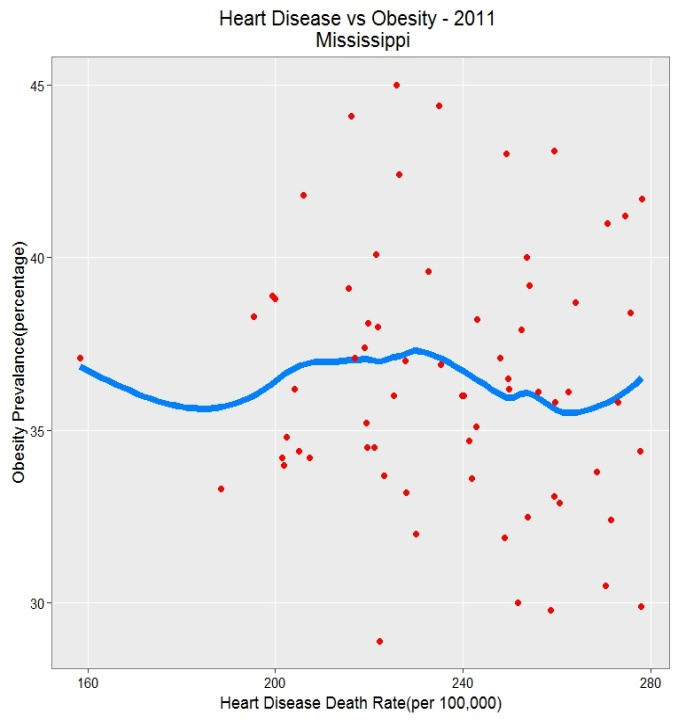 Heart Disease vs Obesity - 2011
Mississippi
45
40
35
30
Obesity Prevalance(percentage)
160
200
240
280
Heart Disease Death Rate(per 100,000)